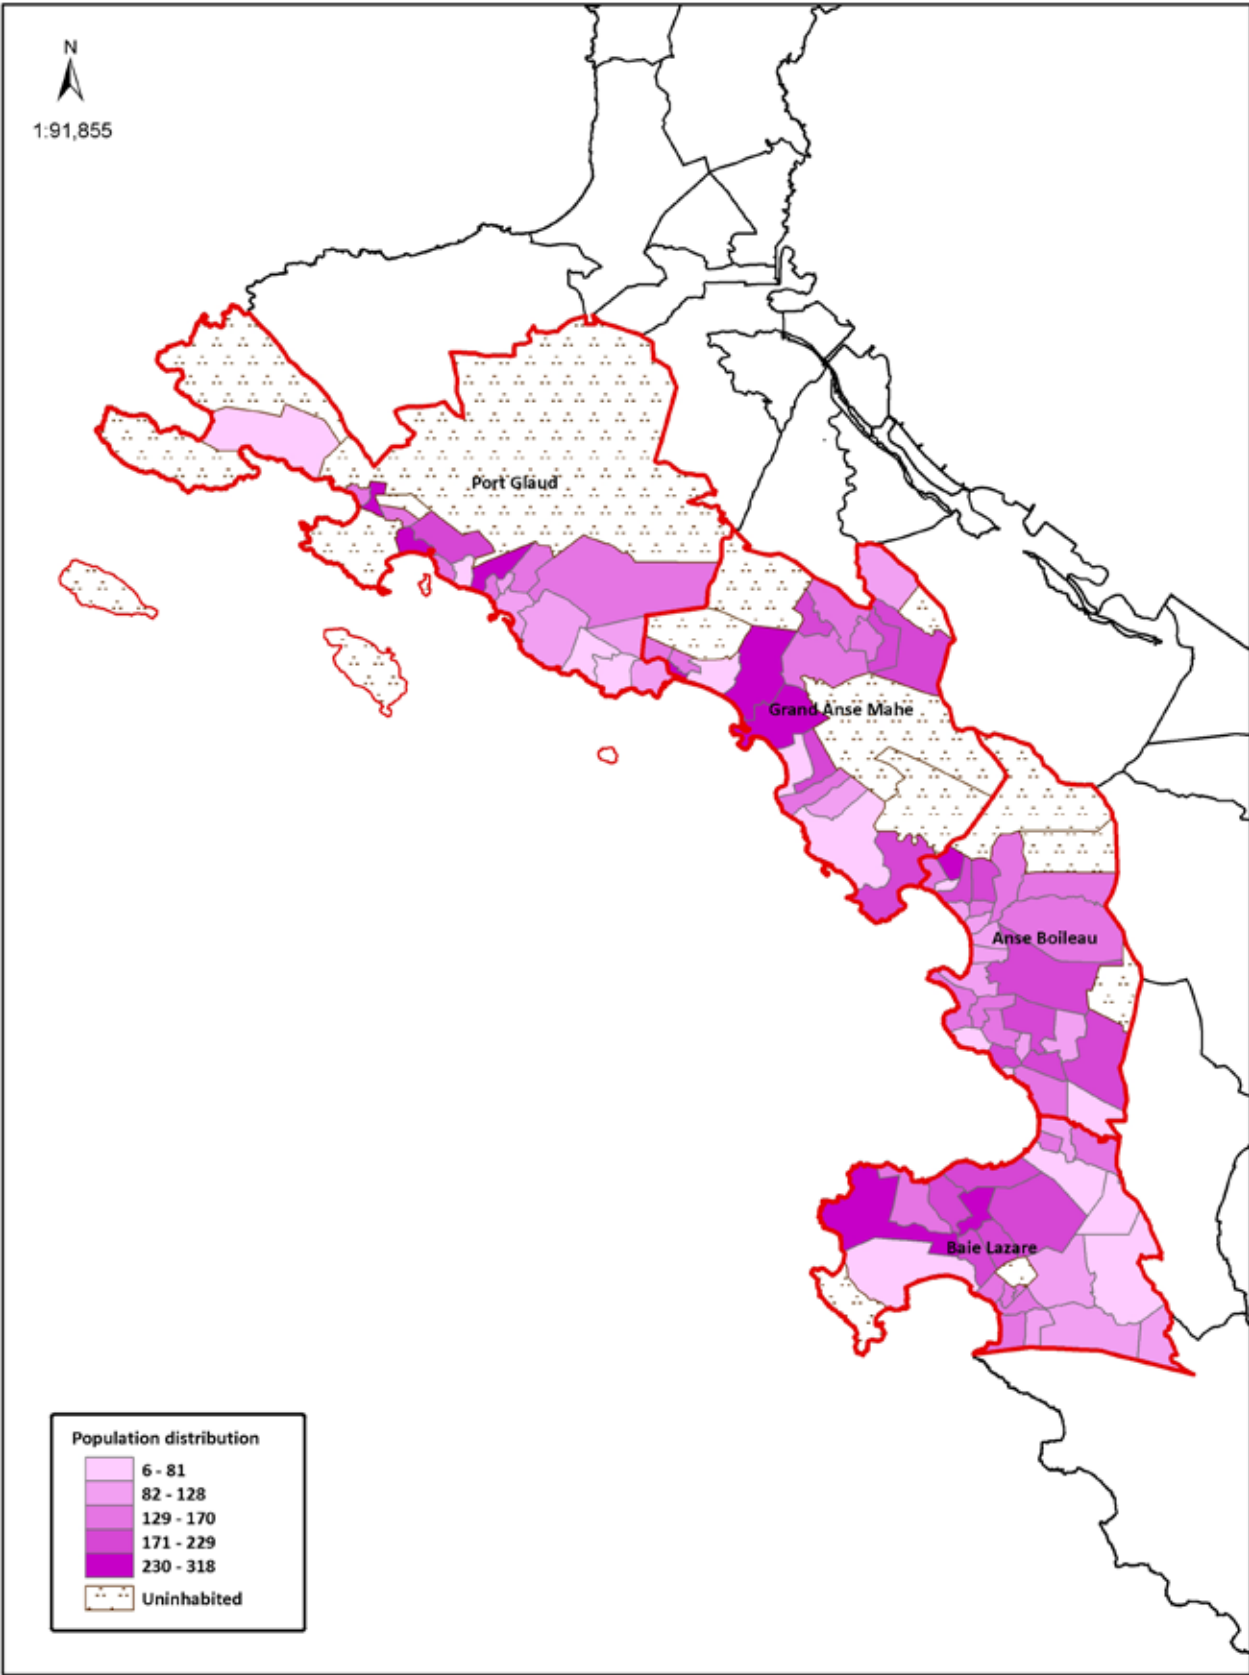 N
1:91,855
Port Glaud
Grand Anse Mahe
Anse Boileau
Baie Lazare
Population distribution
6 - 81
82 - 128
129 - 170
171 - 229
230 - 318
Uninhabited